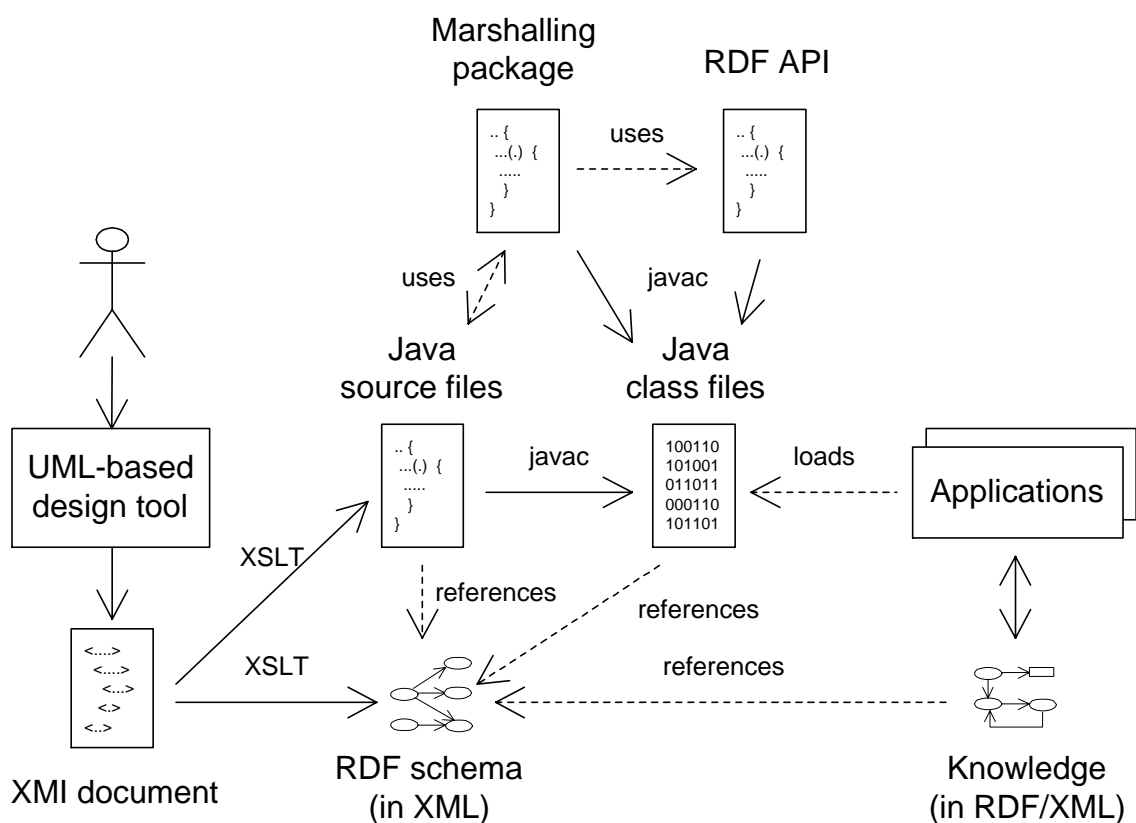 Marshalling
package
RDF API
.. {
...(.) {
.....
}
}
uses
.. {
...(.) {
.....
}
}
uses
javac
Java
source files
Java
class files
UML-based
design tool
.. {
...(.) {
.....
}
}
javac
100110
101001
011011
000110
101101
loads
Applications
XSLT
references
references
<....>
<....>
<...>
<.>
<..>
XSLT
references
XMI document
RDF schema
(in XML)
Knowledge
(in RDF/XML)